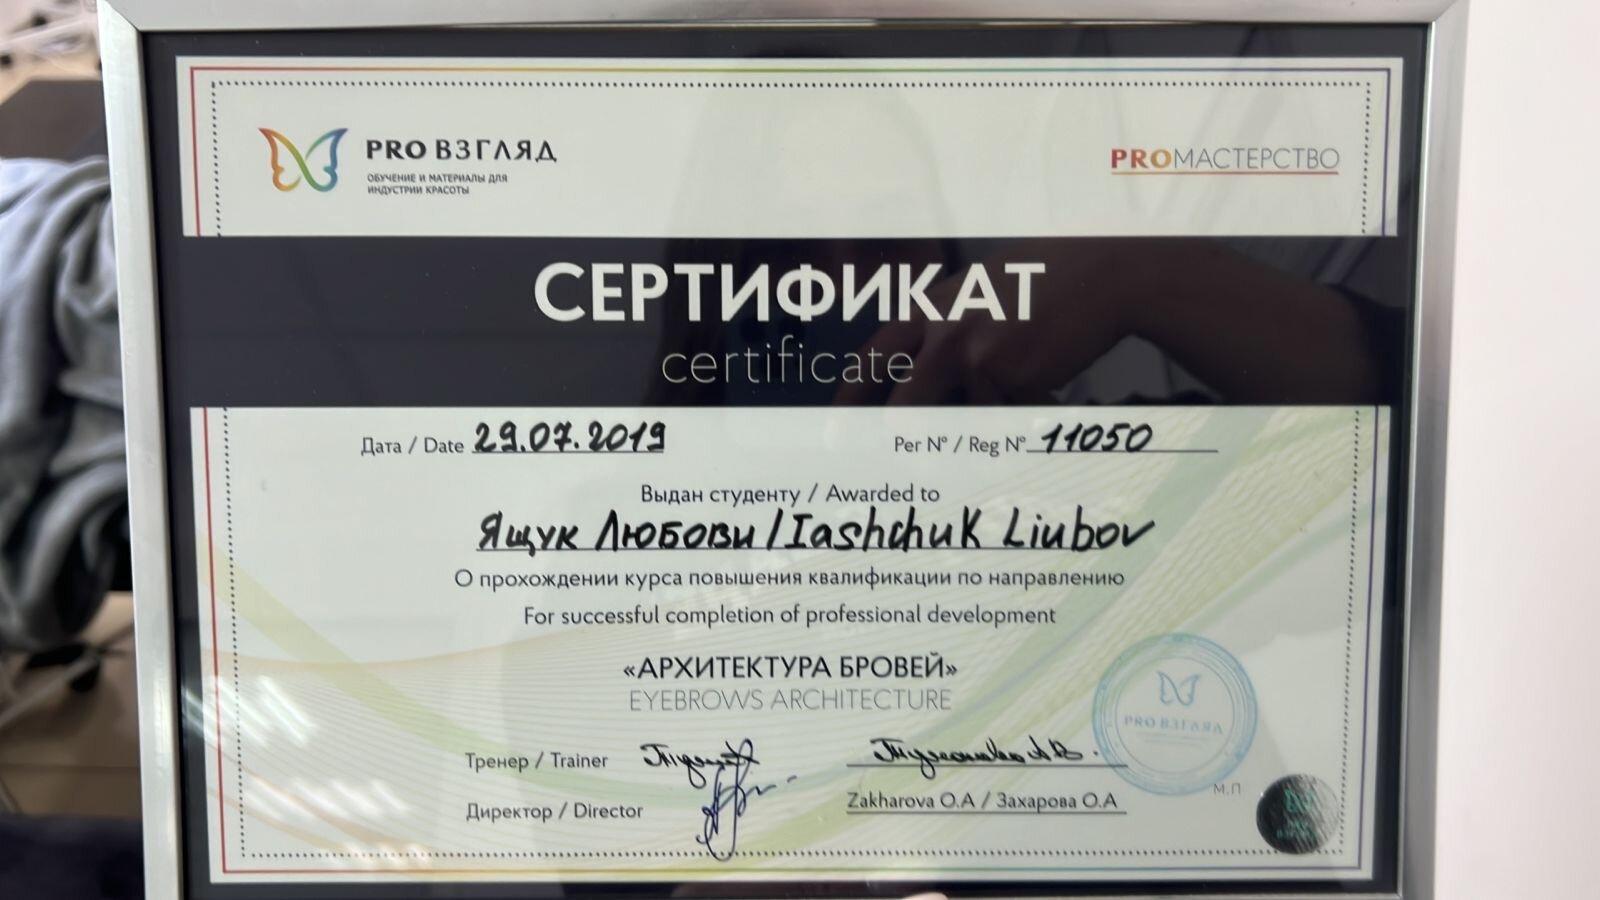 PRO ВЗГЛЯД
ОБУЧЕНИЕ И МАТЕРИАЛЫ ДЛЯ
ИНДУСТРИИ КРАСОТЫ
PROМАСТЕРСТВО
СЕРТИФИКАТ
certificate
Дата / Date 29.07.2019
Рег N° / Reg N° 11050
Выдан студенту / Awarded to
Ящук Любови / Iashchuk Liubov
О прохождении курса повышения квалификации по направлению
For successful completion of professional development
«АРХИТЕКТУРА БРОВЕЙ»
EYEBROWS ARCHITECTURE
PRO ВЗГЛЯД
Тренер / Trainer
Директор / Director
Zakharova O.A / Захарова О.А
М.П